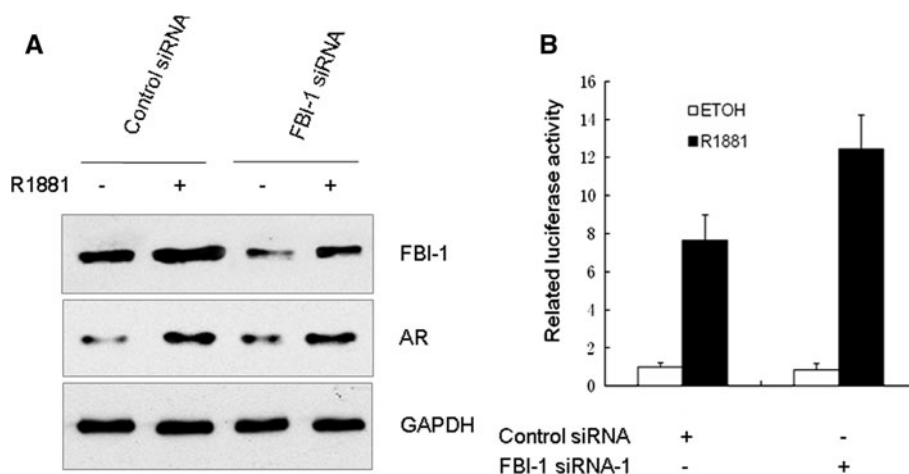 A
Control siRNA
FBI-1 siRNA
R1881 - + - +
FBI-1
AR
GAPDH
B
Related luciferase activity
16
14
12
10
8
6
4
2
0
ETOH
R1881
Control siRNA + -
FBI-1 siRNA-1 - +